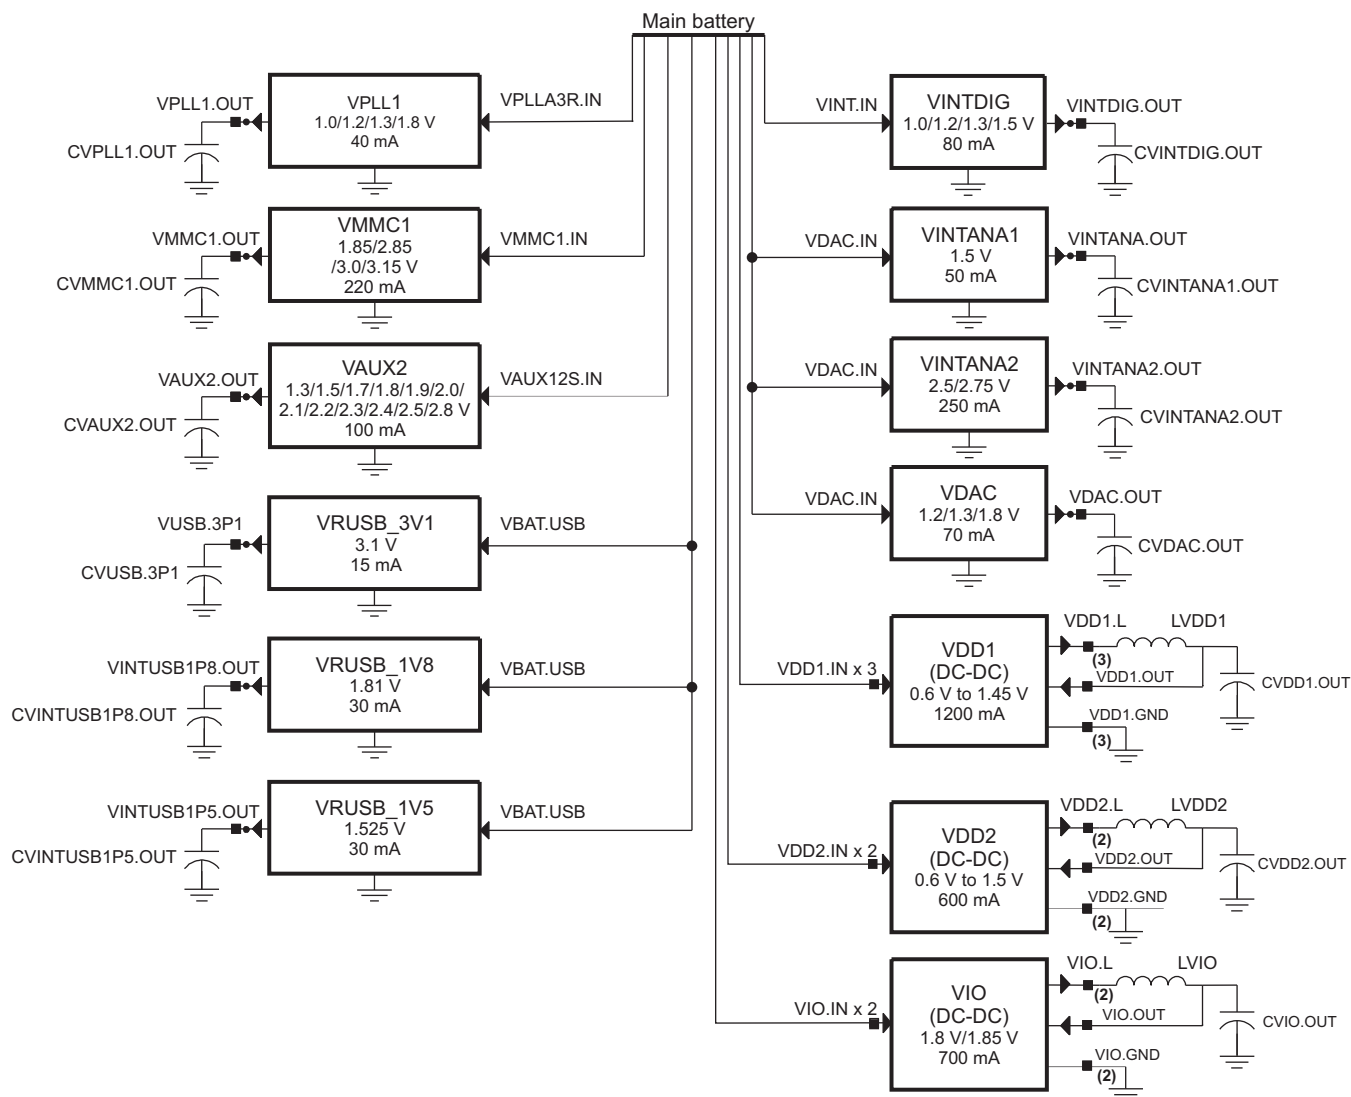 Main battery
VPLL1.OUT
CVPLL1.OUT
VPLL1
1.0/1.2/1.3/1.8 V
40 mA
VPLLA3R.IN
VMMC1.OUT
CVMMC1.OUT
VMMC1
1.85/2.85
/3.0/3.15 V
220 mA
VMMC1.IN
VAUX2.OUT
CVAUX2.OUT
VAUX2
1.3/1.5/1.7/1.8/1.9/2.0/
2.1/2.2/2.3/2.4/2.5/2.8 V
100 mA
VAUX12S.IN
VUSB.3P1
CVUSB.3P1
VRUSB_3V1
3.1 V
15 mA
VBAT.USB
VINTUSB1P8.OUT
CVINTUSB1P8.OUT
VRUSB_1V8
1.81 V
30 mA
VBAT.USB
VINTUSB1P5.OUT
CVINTUSB1P5.OUT
VRUSB_1V5
1.525 V
30 mA
VBAT.USB
VINT.IN
VINTDIG
1.0/1.2/1.3/1.5 V
80 mA
VINTDIG.OUT
CVINTDIG.OUT
VDAC.IN
VINTANA1
1.5 V
50 mA
VINTANA.OUT
CVINTANA1.OUT
VDAC.IN
VINTANA2
2.5/2.75 V
250 mA
VINTANA2.OUT
CVINTANA2.OUT
VDAC.IN
VDAC
1.2/1.3/1.8 V
70 mA
VDAC.OUT
CVDAC.OUT
VDD1.IN x 3
VDD1
(DC-DC)
0.6 V to 1.45 V
1200 mA
VDD1.L
LVDD1
(3)
VDD1.OUT
CVDD1.OUT
VDD1.GND
(3)
VDD2.IN x 2
VDD2
(DC-DC)
0.6 V to 1.5 V
600 mA
VDD2.L
LVDD2
(2)
VDD2.OUT
CVDD2.OUT
VDD2.GND
(2)
VIO.IN x 2
VIO
(DC-DC)
1.8 V/1.85 V
700 mA
VIO.L
LVIO
(2)
VIO.OUT
CVIO.OUT
VIO.GND
(2)